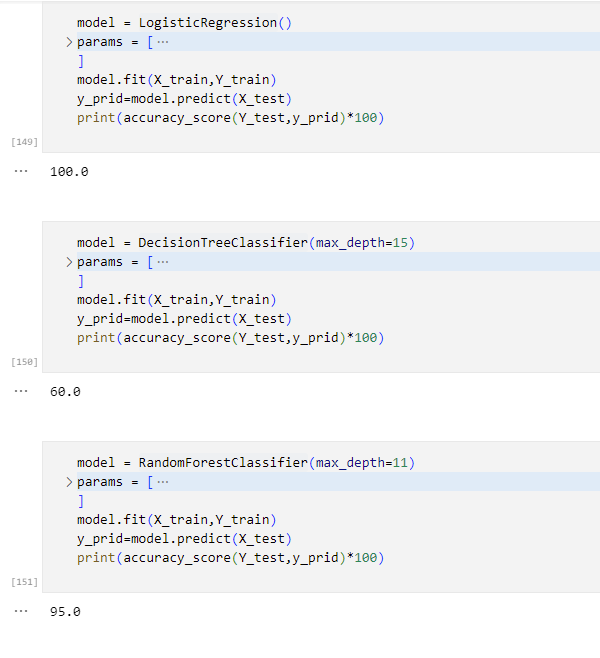 model = LogisticRegression()
> params = [ ···
]
model.fit(X_train,Y_train)
y_prid=model.predict(X_test)
print(accuracy_score(Y_test,y_prid)*100)
[149]
··· 100.0
model = DecisionTreeClassifier(max_depth=15)
> params = [ ···
]
model.fit(X_train,Y_train)
y_prid=model.predict(X_test)
print(accuracy_score(Y_test,y_prid)*100)
[150]
··· 60.0
model = RandomForestClassifier(max_depth=11)
> params = [ ···
]
model.fit(X_train,Y_train)
y_prid=model.predict(X_test)
print(accuracy_score(Y_test,y_prid)*100)
[151]
··· 95.0